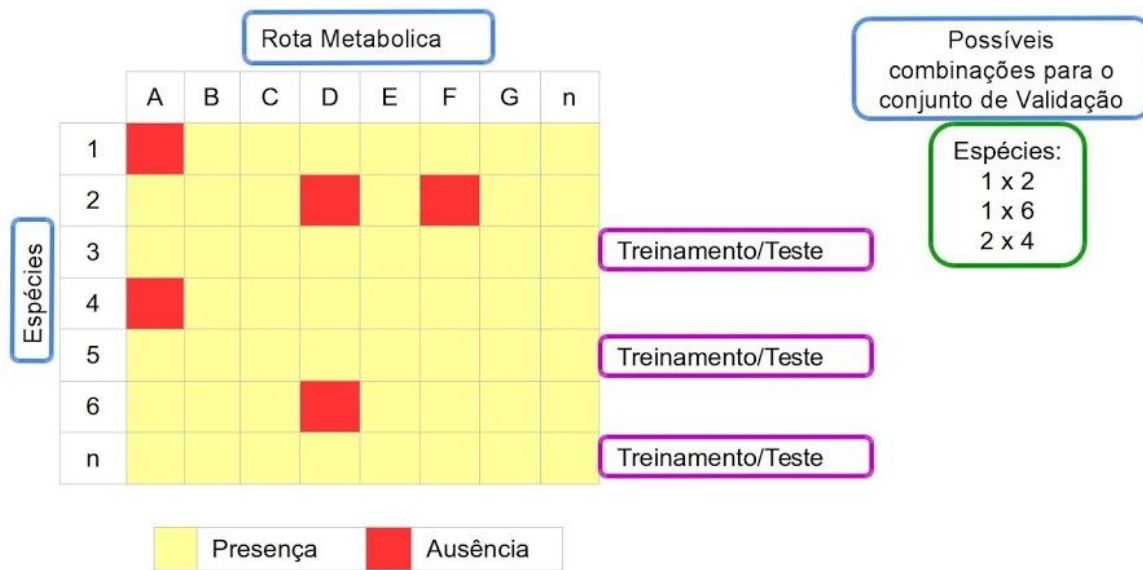 Rota Metabolica
A B C D E F G n
Espécies
1
2
3 Treinamento/Teste
4
5 Treinamento/Teste
6
n Treinamento/Teste
Presença Ausência
Possíveis
combinações para o
conjunto de Validação
Espécies:
1 x 2
1 x 6
2 x 4